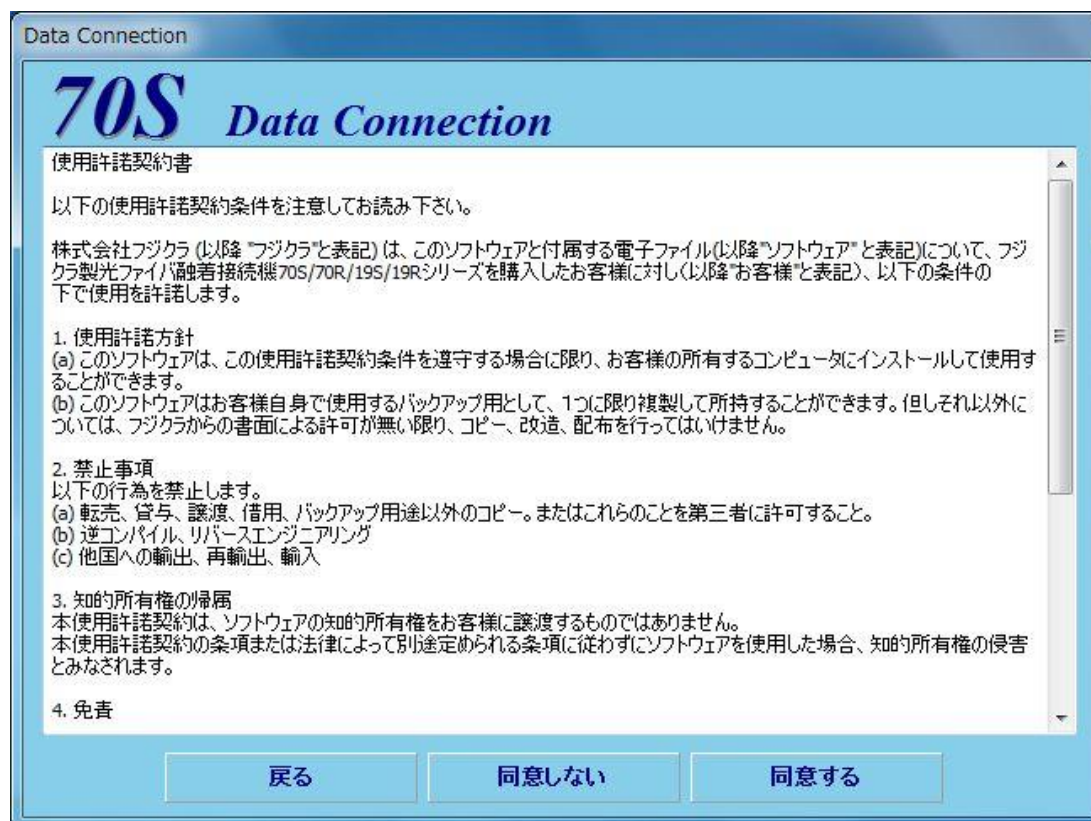 Data Connection
70S Data Connection
使用許諾契約書
以下の使用許諾契約条件を注意してお読み下さい。
株式会社フジクラ (以降 "フジクラ"と表記) は、このソフトウェアと付属する電子ファイル(以降"ソフトウェア" と表記)について、フジ
クラ製光ファイバ融着接続機70S/70R/19S/19Rシリーズを購入したお客様に対し(以降"お客様"と表記)、以下の条件の
下で使用を許諾します。
1. 使用許諾方針
(a) このソフトウェアは、この使用許諾契約条件を遵守する場合に限り、お客様の所有するコンピュータにインストールして使用す
ることができます。
(b) このソフトウェアはお客様自身で使用するバックアップ用として、1つに限り複製して所持することができます。但しそれ以外に
ついては、フジクラからの書面による許可が無い限り、コピー、改造、配布を行ってはいけません。
2. 禁止事項
以下の行為を禁止します。
(a) 転売、貸与、譲渡、借用、バックアップ用途以外のコピー。またはこれらのことを第三者に許可すること。
(b) 逆コンパイル、リバースエンジニアリング
(c) 他国への輸出、再輸出、輸入
3. 知的所有権の帰属
本使用許諾契約は、ソフトウェアの知的所有権をお客様に譲渡するものではありません。
本使用許諾契約の条項または法律によって別途定められる条項に従わずにソフトウェアを使用した場合、知的所有権の侵害
とみなされます。
4. 免責
戻る 同意しない 同意する